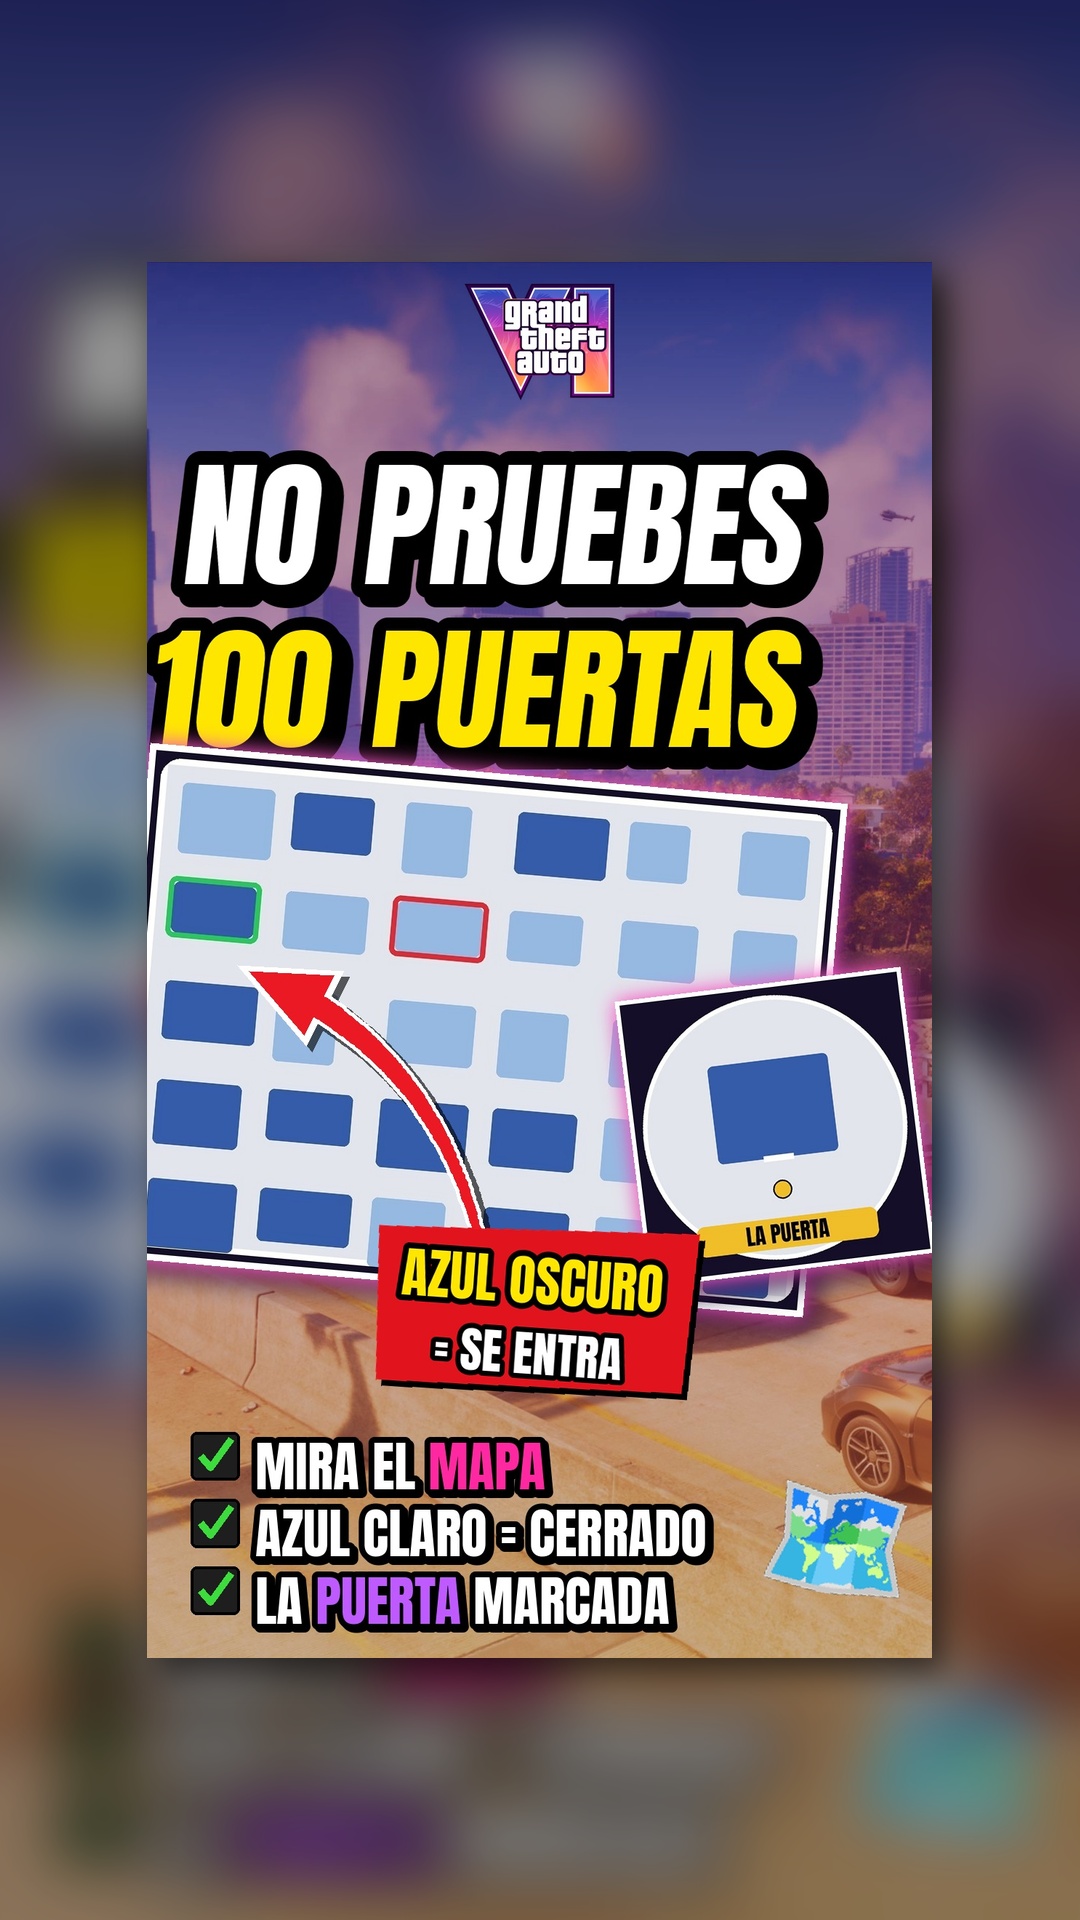 grand
theft
auto
VI
NO PRUEBES
100 PUERTAS
LA PUERTA
AZUL OSCURO
= SE ENTRA
MIRA EL MAPA
AZUL CLARO = CERRADO
LA PUERTA MARCADA